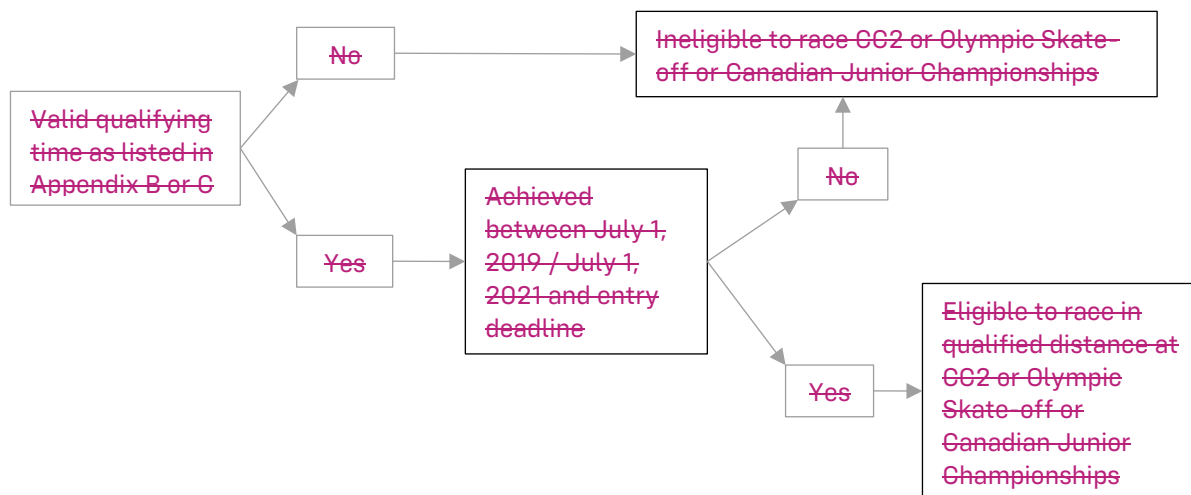 No
Ineligible to race CC2 or Olympic Skate-
off or Canadian Junior Championships
Valid qualifying
time as listed in
Appendix B or C
No
Achieved
between July 1,
2019 / July 1,
2021 and entry
deadline
Yes
Eligible to race in
qualified distance at
CC2 or Olympic
Skate-off or
Canadian Junior
Championships
Yes